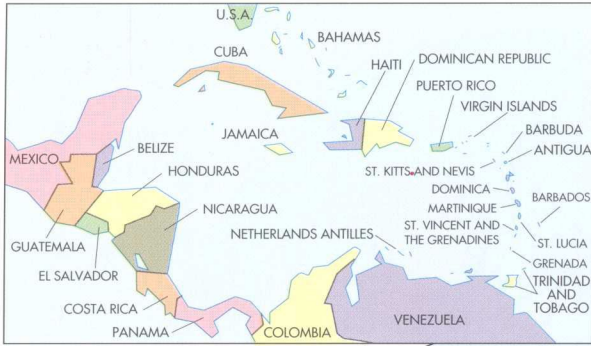 U.S.A.
BAHAMAS
CUBA
HAITI
DOMINICAN REPUBLIC
PUERTO RICO
VIRGIN ISLANDS
JAMAICA
BARBUDA
MEXICO
BELIZE
ANTIGUA
HONDURAS
ST. KITTS AND NEVIS
DOMINICA
NICARAGUA
MARTINIQUE
BARBADOS
GUATEMALA
NETHERLANDS ANTILLES
ST. VINCENT AND
THE GRENADINES
ST. LUCIA
EL SALVADOR
GRENADA
TRINIDAD
AND
TOBAGO
COSTA RICA
PANAMA
COLOMBIA
VENEZUELA